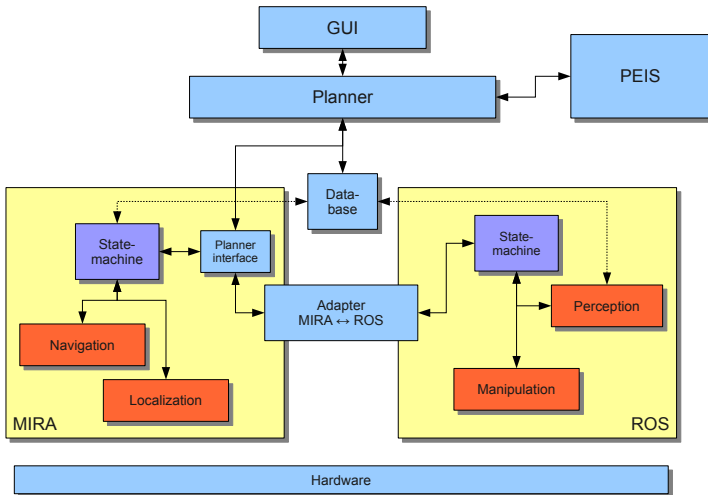 GUI
Planner
PEIS
Data-
base
State-
machine
Planner
interface
State-
machine
Adapter
MIRA ↔ ROS
Navigation
Perception
Localization
Manipulation
MIRA
ROS
Hardware